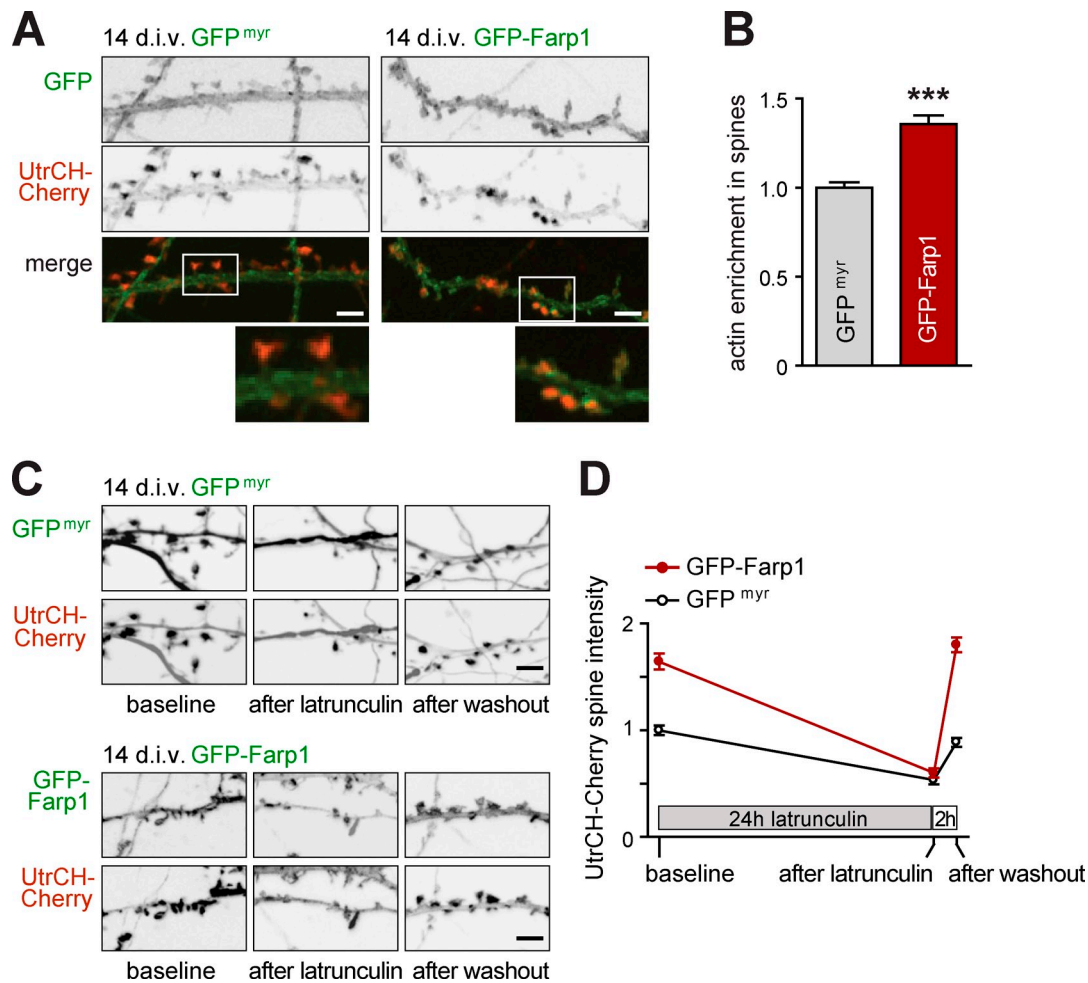 A
14 d.i.v. GFP myr
14 d.i.v. GFP-Farp1
GFP
UtrCH-
Cherry
merge
B
actin enrichment in spines
1.5
1.0
0.5
0
***
GFP myr
GFP-Farp1
C
14 d.i.v. GFP myr
GFP myr
UtrCH-
Cherry
baseline
after latrunculin
after washout
14 d.i.v. GFP-Farp1
GFP-
Farp1
UtrCH-
Cherry
baseline
after latrunculin
after washout
D
GFP-Farp1
GFP myr
UtrCH-Cherry spine intensity
2
1
0
24h latrunculin
2h
baseline
after latrunculin
after washout